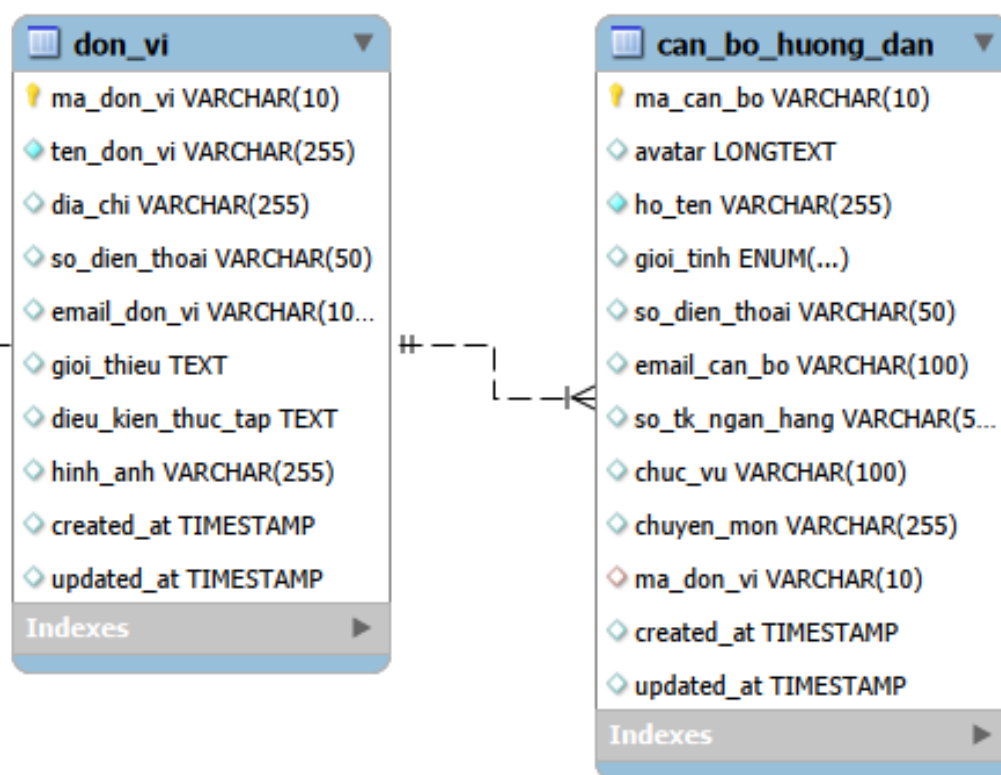 don_vi
ma_don_vi VARCHAR(10)
ten_don_vi VARCHAR(255)
dia_chi VARCHAR(255)
so_dien_thoai VARCHAR(50)
email_don_vi VARCHAR(10...
gioi_thieu TEXT
dieu_kien_thuc_tap TEXT
hinh_anh VARCHAR(255)
created_at TIMESTAMP
updated_at TIMESTAMP
Indexes
can_bo_huong_dan
ma_can_bo VARCHAR(10)
avatar LONGTEXT
ho_ten VARCHAR(255)
gioi_tinh ENUM(...)
so_dien_thoai VARCHAR(50)
email_can_bo VARCHAR(100)
so_tk_ngan_hang VARCHAR(5...
chuc_vu VARCHAR(100)
chuyen_mon VARCHAR(255)
ma_don_vi VARCHAR(10)
created_at TIMESTAMP
updated_at TIMESTAMP
Indexes